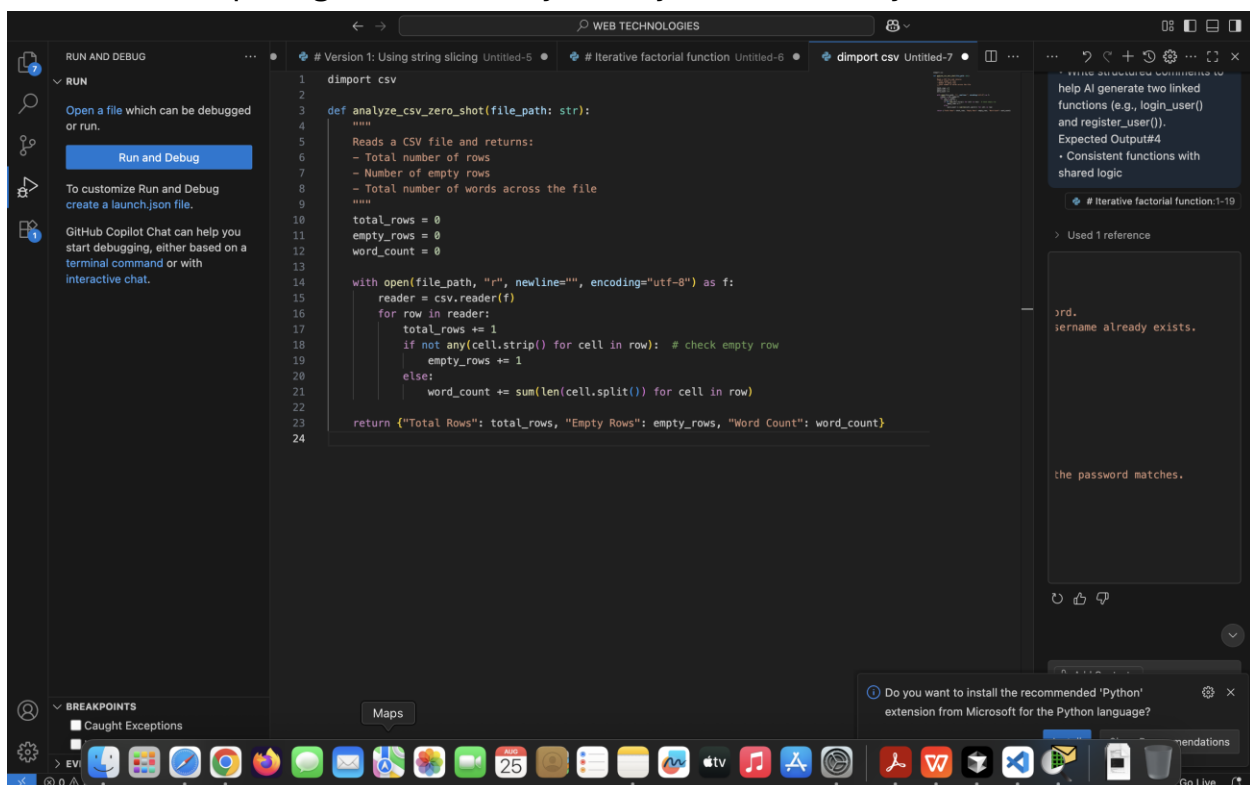 WEB TECHNOLOGIES
RUN AND DEBUG
RUN
Open a file which can be debugged
or run.
Run and Debug
To customize Run and Debug
create a launch.json file.
GitHub Copilot Chat can help you
start debugging, either based on a
terminal command or with
interactive chat.
BREAKPOINTS
Caught Exceptions
# Version 1: Using string slicing Untitled-5
# Iterative factorial function Untitled-6
dimport csv Untitled-7
1 dimport csv
2
3 def analyze_csv_zero_shot(file_path: str):
4 """
5 Reads a CSV file and returns:
6 - Total number of rows
7 - Number of empty rows
8 - Total number of words across the file
9 """
10 total_rows = 0
11 empty_rows = 0
12 word_count = 0
13
14 with open(file_path, "r", newline="", encoding="utf-8") as f:
15 reader = csv.reader(f)
16 for row in reader:
17 total_rows += 1
18 if not any(cell.strip() for cell in row): # check empty row
19 empty_rows += 1
20 else:
21 word_count += sum(len(cell.split()) for cell in row)
22
23 return {"Total Rows": total_rows, "Empty Rows": empty_rows, "Word Count": word_count}
24
• Write structured comments to
help AI generate two linked
functions (e.g., login_user()
and register_user()).
Expected Output#4
• Consistent functions with
shared logic
# Iterative factorial function:1-19
Used 1 reference
ord.
sername already exists.
the password matches.
Do you want to install the recommended 'Python'
extension from Microsoft for the Python language?
mendations
Maps
AUG
25
tv
7
1
0
Go Live